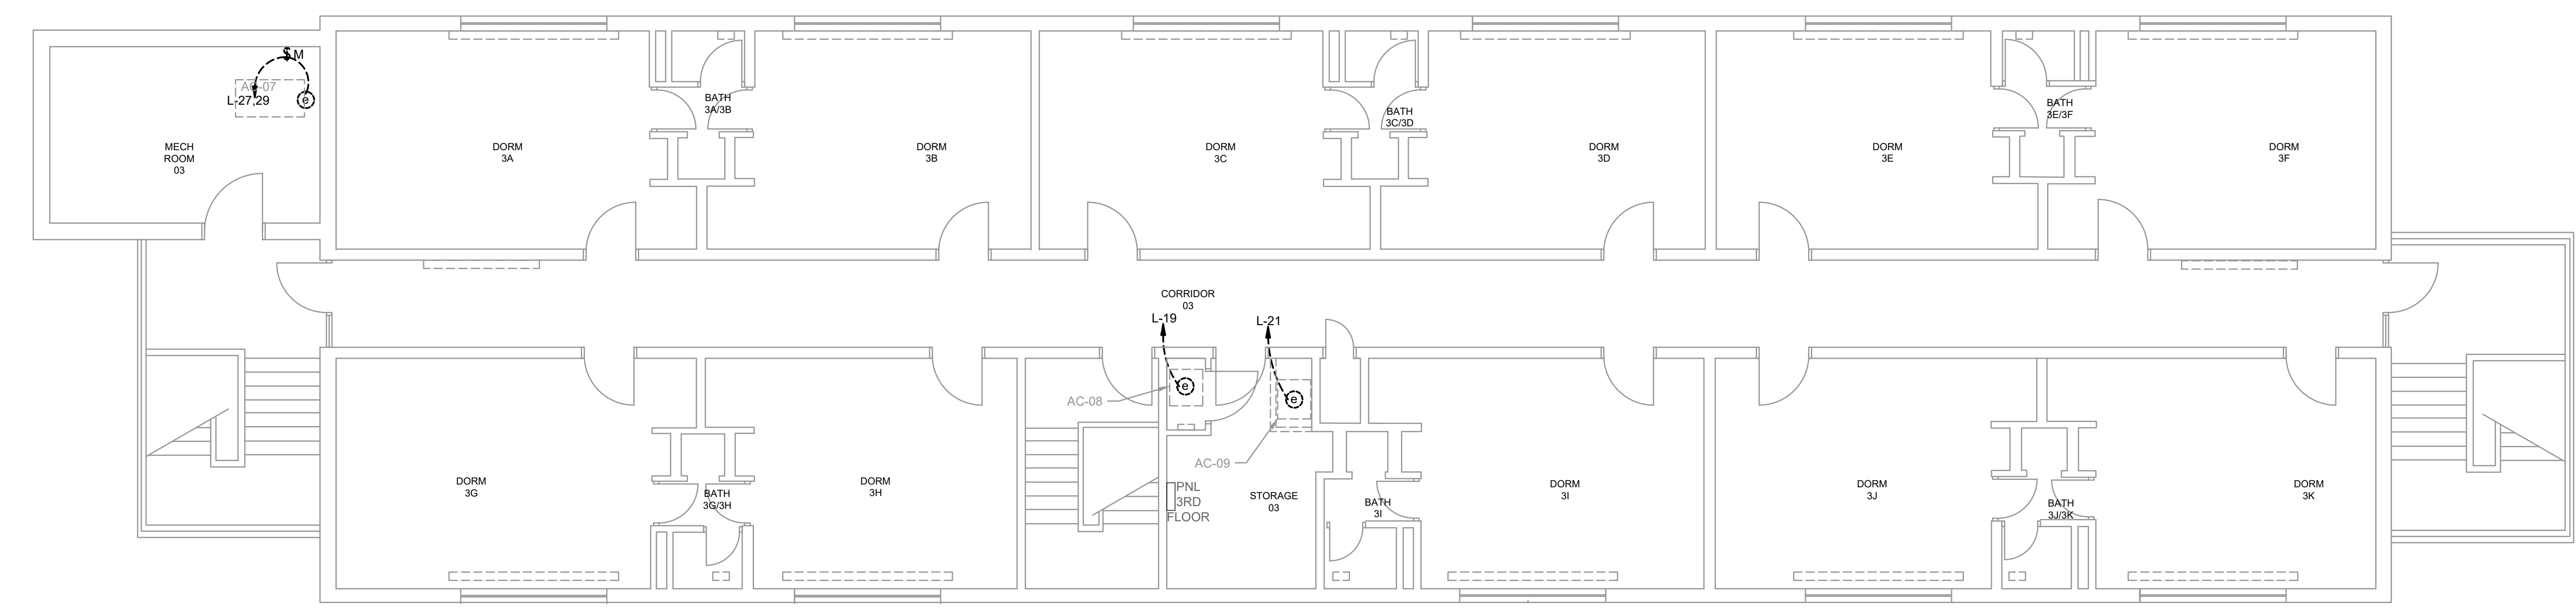 $ M
AC-07
L-27,29
e
MECH
ROOM
03
DORM
3A
BATH
3A/3B
DORM
3B
DORM
3C
BATH
3C/3D
DORM
3D
DORM
3E
BATH
3E/3F
DORM
3F
CORRIDOR
03
L-19
L-21
AC-08
e
e
AC-09
DORM
3G
BATH
3G/3H
DORM
3H
PNL
3RD
FLOOR
STORAGE
03
BATH
3I
DORM
3I
DORM
3J
BATH
3J/3K
DORM
3K